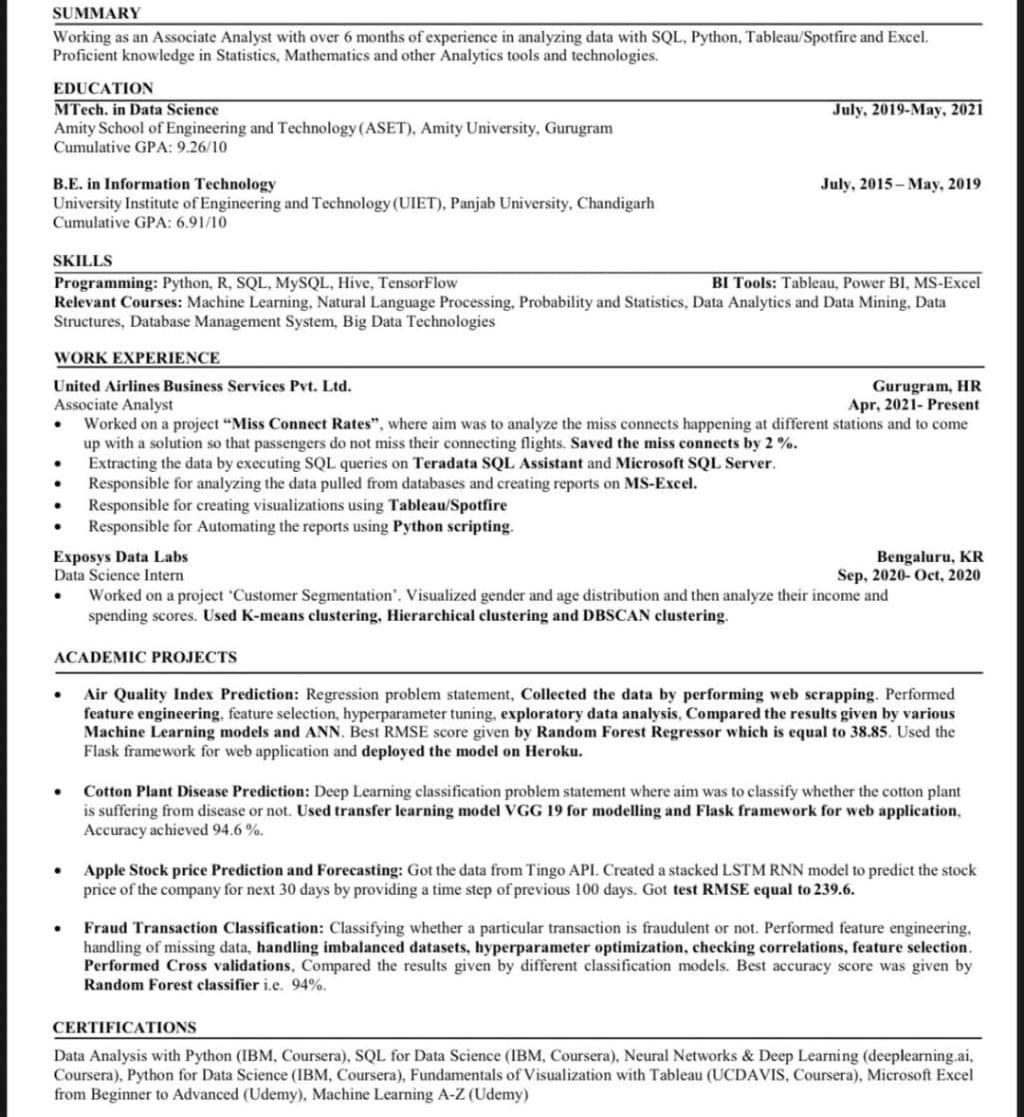 SUMMARY
Working as an Associate Analyst with over 6 months of experience in analyzing data with SQL, Python, Tableau/Spotfire and Excel.
Proficient knowledge in Statistics, Mathematics and other Analytics tools and technologies.
EDUCATION
MTech. in Data Science July, 2019-May, 2021
Amity School of Engineering and Technology (ASET), Amity University, Gurugram
Cumulative GPA: 9.26/10
B.E. in Information Technology July, 2015 – May, 2019
University Institute of Engineering and Technology (UIET), Panjab University, Chandigarh
Cumulative GPA: 6.91/10
SKILLS
Programming: Python, R, SQL, MySQL, Hive, TensorFlow BI Tools: Tableau, Power BI, MS-Excel
Relevant Courses: Machine Learning, Natural Language Processing, Probability and Statistics, Data Analytics and Data Mining, Data
Structures, Database Management System, Big Data Technologies
WORK EXPERIENCE
United Airlines Business Services Pvt. Ltd. Gurugram, HR
Associate Analyst Apr, 2021- Present
• Worked on a project “Miss Connect Rates”, where aim was to analyze the miss connects happening at different stations and to come
up with a solution so that passengers do not miss their connecting flights. Saved the miss connects by 2 %.
• Extracting the data by executing SQL queries on Teradata SQL Assistant and Microsoft SQL Server.
• Responsible for analyzing the data pulled from databases and creating reports on MS-Excel.
• Responsible for creating visualizations using Tableau/Spotfire
• Responsible for Automating the reports using Python scripting.
Exposys Data Labs Bengaluru, KR
Data Science Intern Sep, 2020- Oct, 2020
• Worked on a project ‘Customer Segmentation’. Visualized gender and age distribution and then analyze their income and
spending scores. Used K-means clustering, Hierarchical clustering and DBSCAN clustering.
ACADEMIC PROJECTS
• Air Quality Index Prediction: Regression problem statement, Collected the data by performing web scrapping. Performed
feature engineering, feature selection, hyperparameter tuning, exploratory data analysis, Compared the results given by various
Machine Learning models and ANN. Best RMSE score given by Random Forest Regressor which is equal to 38.85. Used the
Flask framework for web application and deployed the model on Heroku.
• Cotton Plant Disease Prediction: Deep Learning classification problem statement where aim was to classify whether the cotton plant
is suffering from disease or not. Used transfer learning model VGG 19 for modelling and Flask framework for web application,
Accuracy achieved 94.6 %.
• Apple Stock price Prediction and Forecasting: Got the data from Tingo API. Created a stacked LSTM RNN model to predict the stock
price of the company for next 30 days by providing a time step of previous 100 days. Got test RMSE equal to 239.6.
• Fraud Transaction Classification: Classifying whether a particular transaction is fraudulent or not. Performed feature engineering,
handling of missing data, handling imbalanced datasets, hyperparameter optimization, checking correlations, feature selection.
Performed Cross validations, Compared the results given by different classification models. Best accuracy score was given by
Random Forest classifier i.e. 94%.
CERTIFICATIONS
Data Analysis with Python (IBM, Coursera), SQL for Data Science (IBM, Coursera), Neural Networks & Deep Learning (deeplearning.ai,
Coursera), Python for Data Science (IBM, Coursera), Fundamentals of Visualization with Tableau (UCDAVIS, Coursera), Microsoft Excel
from Beginner to Advanced (Udemy), Machine Learning A-Z (Udemy)